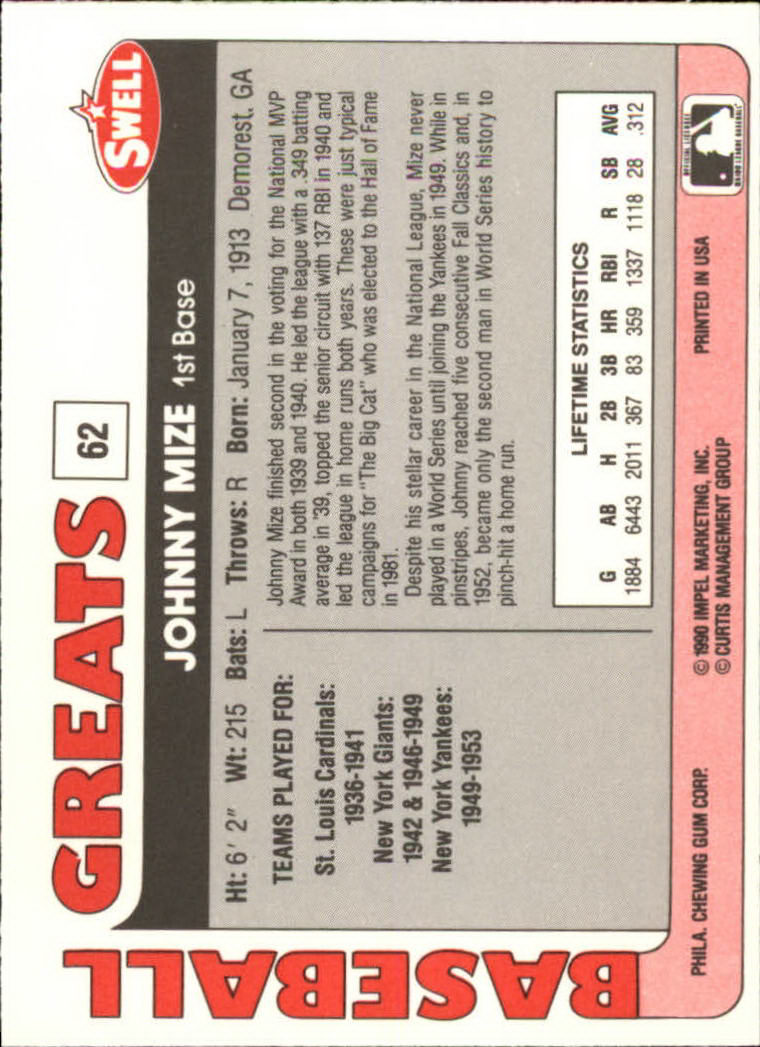 BASEBALL
GREATS
62
SWELL
JOHNNY MIZE 1st Base
Ht: 6' 2" Wt: 215 Bats: L Throws: R Born: January 7, 1913 Demorest, GA
TEAMS PLAYED FOR:
St. Louis Cardinals:
1936-1941
New York Giants:
1942 & 1946-1949
New York Yankees:
1949-1953
Johnny Mize finished second in the voting for the National MVP
Award in both 1939 and 1940. He led the league with a .349 batting
average in '39, topped the senior circuit with 137 RBI in 1940 and
led the league in home runs both years. These were just typical
campaigns for "The Big Cat" who was elected to the Hall of Fame
in 1981.
Despite his stellar career in the National League, Mize never
played in a World Series until joining the Yankees in 1949. While in
pinstripes, Johnny reached five consecutive Fall Classics and, in
1952, became only the second man in World Series history to
pinch-hit a home run.
LIFETIME STATISTICS
G AB H 2B 3B HR RBI R SB AVG
1884 6443 2011 367 83 359 1337 1118 28 .312
PHILA. CHEWING GUM CORP.
© 1990 IMPEL MARKETING, INC.
© CURTIS MANAGEMENT GROUP
PRINTED IN USA
OFFICIAL LICENSEE
MAJOR LEAGUE BASEBALL